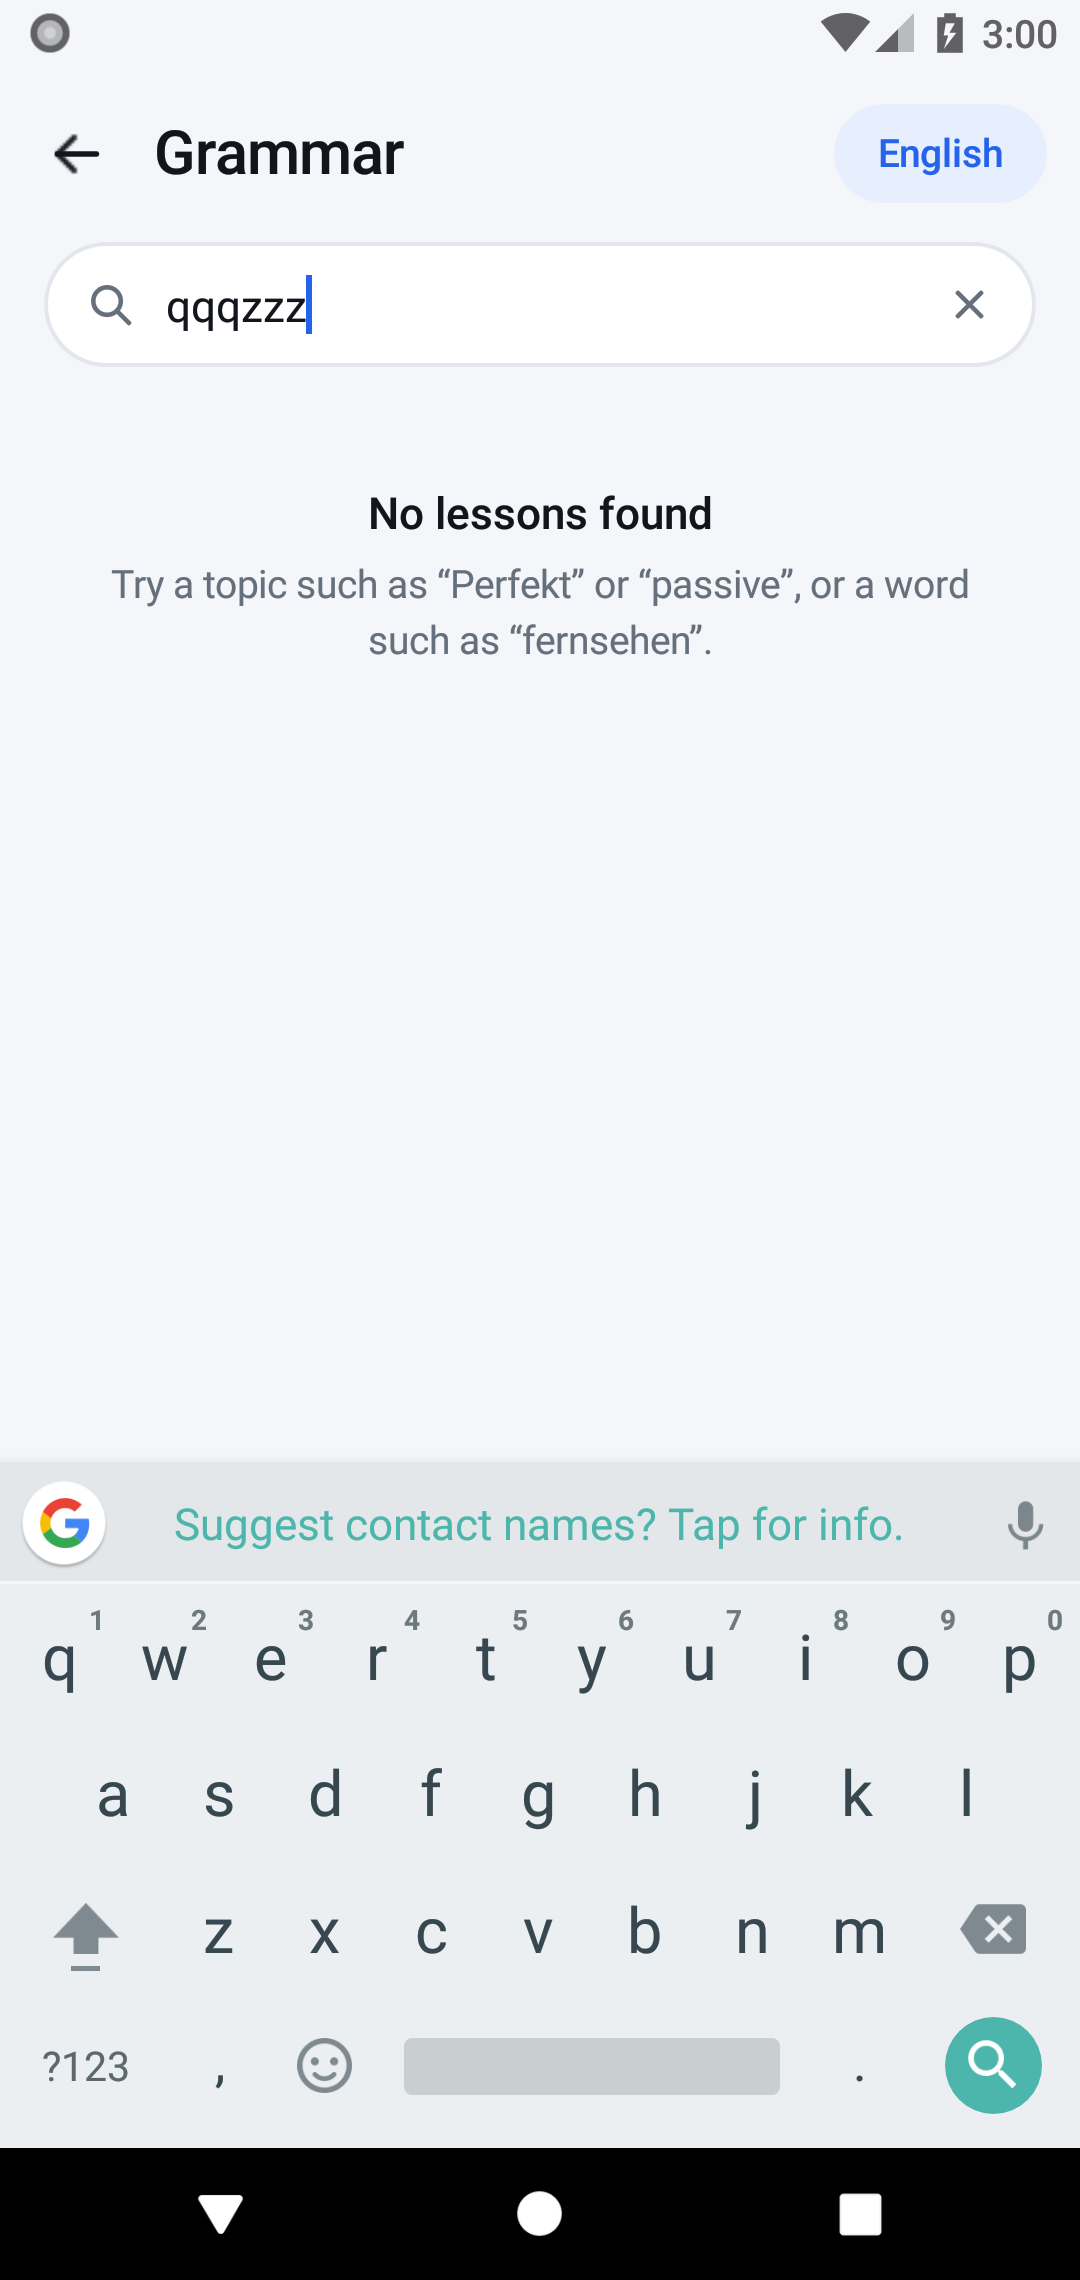 3:00
Grammar
English
qqqzzz
No lessons found
Try a topic such as “Perfekt” or “passive”, or a word
such as “fernsehen”.
G Suggest contact names? Tap for info.
1 2 3 4 5 6 7 8 9 0
q w e r t y u i o p
a s d f g h j k l
z x c v b n m
?123 , .